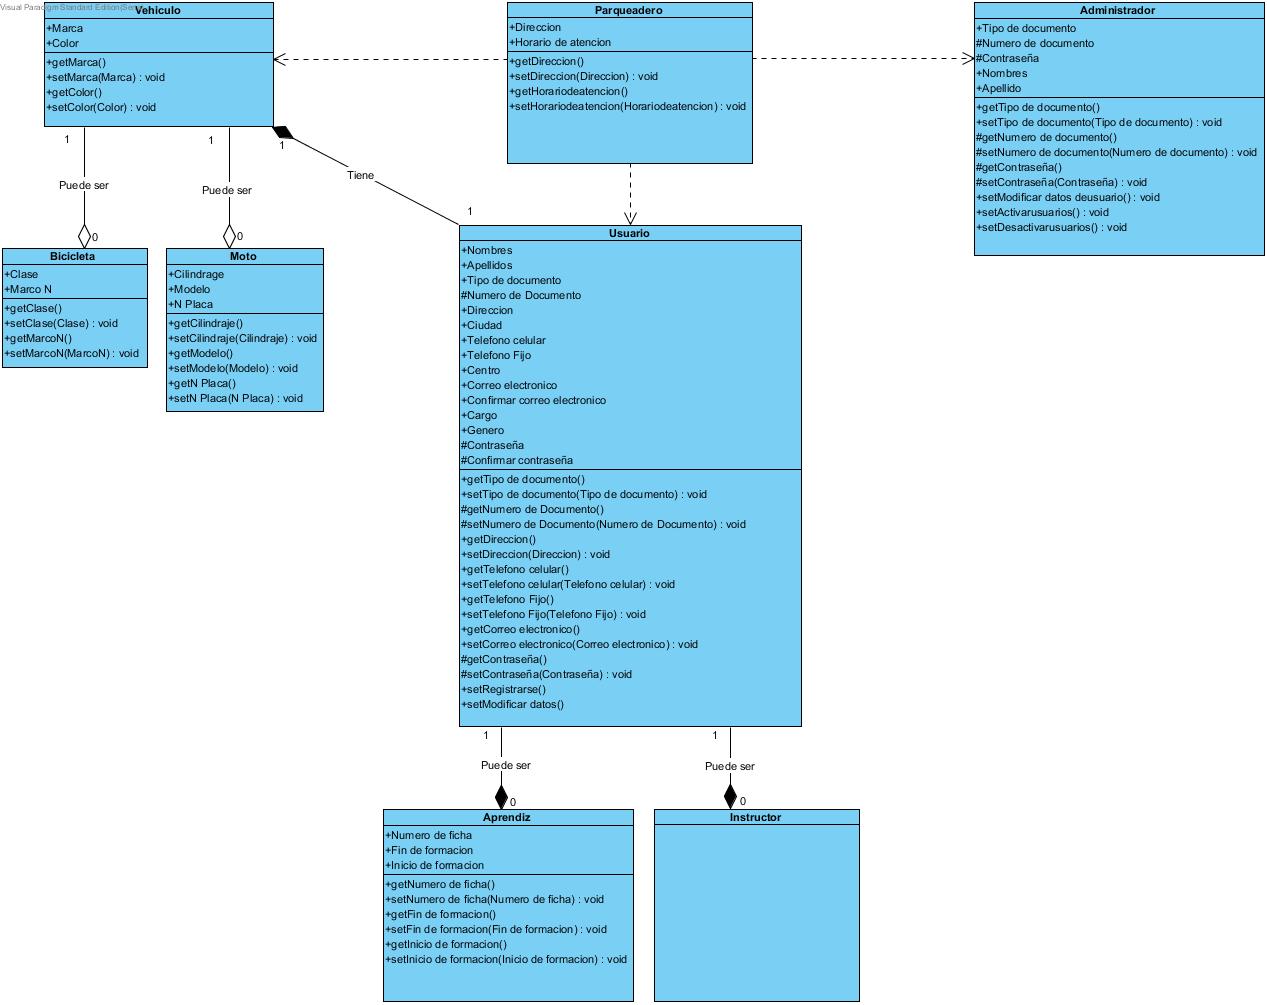 Visual Paradigm Standard Edition(Sena)
Vehiculo
+Marca
+Color
+getMarca()
+setMarca(Marca) : void
+getColor()
+setColor(Color) : void
Parqueadero
+Direccion
+Horario de atencion
+getDireccion()
+setDireccion(Direccion) : void
+getHorariodeatencion()
+setHorariodeatencion(Horariodeatencion) : void
Administrador
+Tipo de documento
#Numero de documento
#Contraseña
+Nombres
+Apellido
+getTipo de documento()
+setTipo de documento(Tipo de documento) : void
#getNumero de documento()
#setNumero de documento(Numero de documento) : void
#getContraseña()
#setContraseña(Contraseña) : void
+setModificar datos deusuario() : void
+setActivarusuarios() : void
+setDesactivarusuarios() : void
1
1
1
Puede ser
Puede ser
Tiene
0
0
1
Bicicleta
+Clase
+Marco N
+getClase()
+setClase(Clase) : void
+getMarcoN()
+setMarcoN(MarcoN) : void
Moto
+Cilindrage
+Modelo
+N Placa
+getCilindraje()
+setCilindraje(Cilindraje) : void
+getModelo()
+setModelo(Modelo) : void
+getN Placa()
+setN Placa(N Placa) : void
Usuario
+Nombres
+Apellidos
+Tipo de documento
#Numero de Documento
+Direccion
+Ciudad
+Telefono celular
+Telefono Fijo
+Centro
+Correo electronico
+Confirmar correo electronico
+Cargo
+Genero
#Contraseña
#Confirmar contraseña
+getTipo de documento()
+setTipo de documento(Tipo de documento) : void
#getNumero de Documento()
#setNumero de Documento(Numero de Documento) : void
+getDireccion()
+setDireccion(Direccion) : void
+getTelefono celular()
+setTelefono celular(Telefono celular) : void
+getTelefono Fijo()
+setTelefono Fijo(Telefono Fijo) : void
+getCorreo electronico()
+setCorreo electronico(Correo electronico) : void
#getContraseña()
#setContraseña(Contraseña) : void
+setRegistrarse()
+setModificar datos()
1
1
Puede ser
Puede ser
0
0
Aprendiz
+Numero de ficha
+Fin de formacion
+Inicio de formacion
+getNumero de ficha()
+setNumero de ficha(Numero de ficha) : void
+getFin de formacion()
+setFin de formacion(Fin de formacion) : void
+getInicio de formacion()
+setInicio de formacion(Inicio de formacion) : void
Instructor